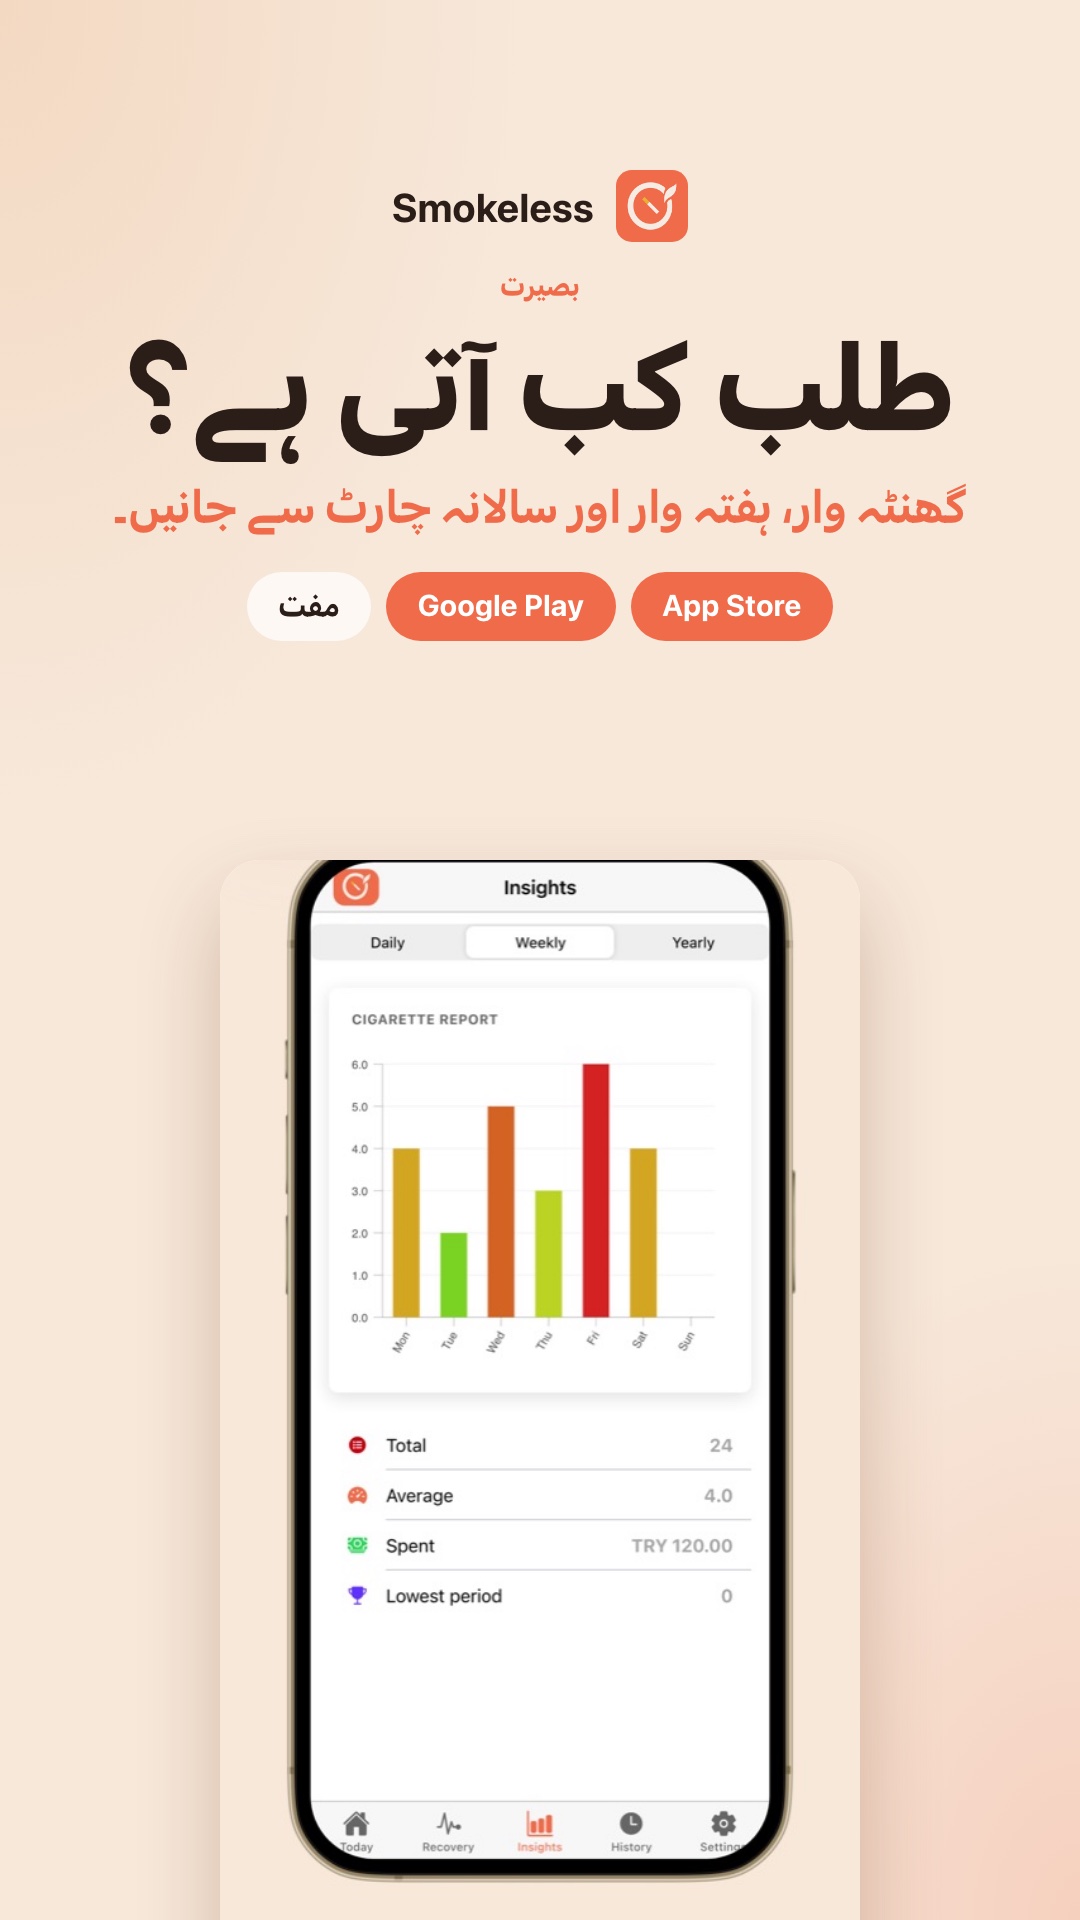 Smokeless
بصیرت
طلب کب آتی ہے؟
گھنٹہ وار، ہفتہ وار اور سالانہ چارٹ سے جانیں۔
App Store
Google Play
مفت
Insights
Daily
Weekly
Yearly
CIGARETTE REPORT
6.0
5.0
4.0
3.0
2.0
1.0
0.0
Mon
Tue
Wed
Thu
Fri
Sat
Sun
Total 24
Average 4.0
Spent TRY 120.00
Lowest period 0
Today
Recovery
Insights
History
Settings